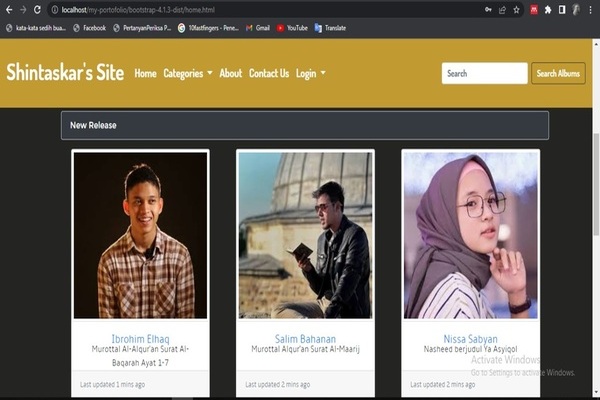 localhost/my-portofolio/bootstrap-4.1.3-dist/home.html
kata-kata sedih bua... Facebook PertanyanPeriksa P... 10fastfingers - Pene... Gmail YouTube Translate
Shintaskar's Site Home Categories About Contact Us Login Search Search Albums
New Release
Ibrohim Elhaq
Murottal Al-Alqur'an Surat Al-
Baqarah Ayat 1-7
Last updated 1 mins ago
Salim Bahanan
Murottal Alqur'an Surat Al-Maarij
Last updated 2 mins ago
Nissa Sabyan
Nasheed berjudul Ya Asyiqol
Last updated 2 mins ago
Activate Windows
Go to Settings to activate Windows.